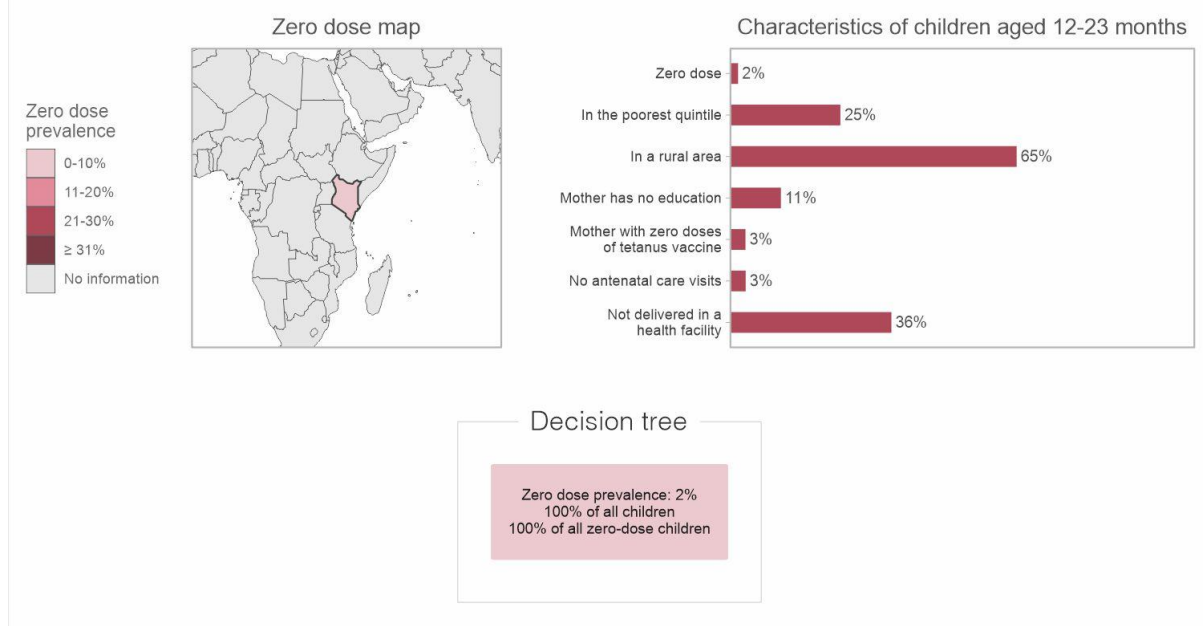 Zero dose map
Zero dose
prevalence
0-10%
11-20%
21-30%
≥ 31%
No information
Characteristics of children aged 12-23 months
Zero dose 2%
In the poorest quintile 25%
In a rural area 65%
Mother has no education 11%
Mother with zero doses
of tetanus vaccine 3%
No antenatal care visits 3%
Not delivered in a
health facility 36%
Decision tree
Zero dose prevalence: 2%
100% of all children
100% of all zero-dose children